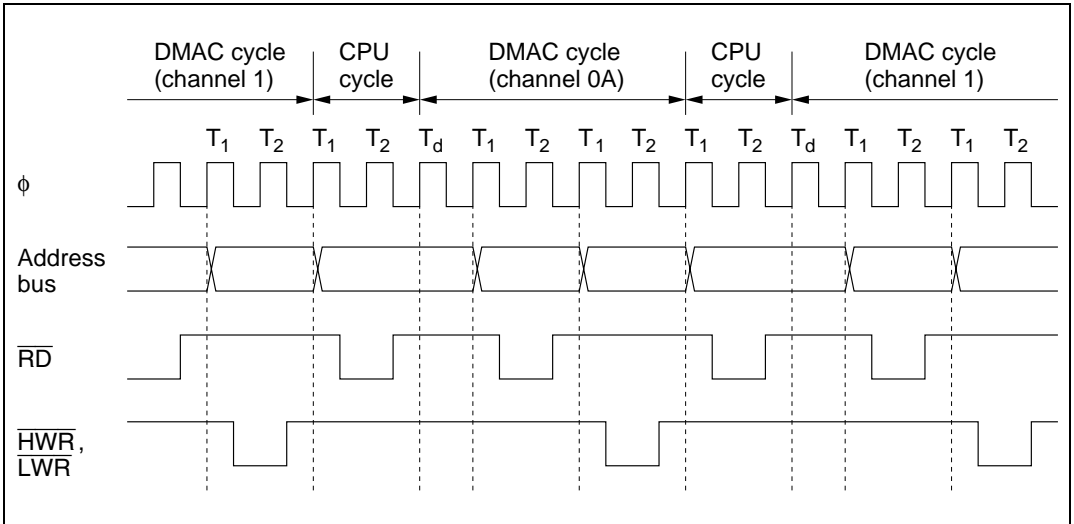 DMAC cycle
(channel 1)
CPU
cycle
DMAC cycle
(channel 0A)
CPU
cycle
DMAC cycle
(channel 1)
T1 T2 T1 T2 Td T1 T2 T1 T2 T1 T2 Td T1 T2 T1 T2
ϕ
Address
bus
RD
HWR,
LWR